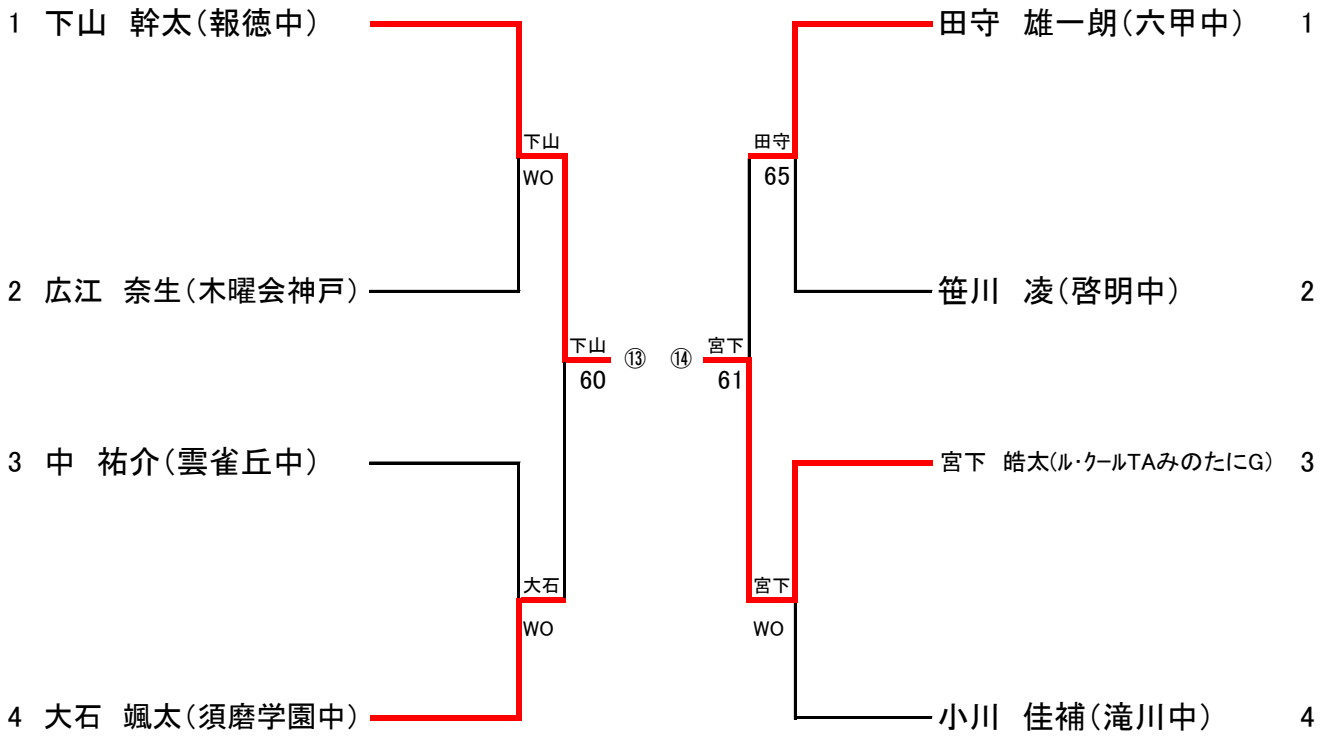 1 下山 幹太(報徳中)
下山
WO
2 広江 奈生(木曜会神戸)
下山 ⑬
60
3 中 祐介(雲雀丘中)
大石
WO
4 大石 颯太(須磨学園中)
田守 雄一朗(六甲中) 1
田守
65
笹川 凌(啓明中) 2
⑭ 宮下
61
宮下 皓太(ル・クールTAみのたにG) 3
宮下
WO
小川 佳補(滝川中) 4